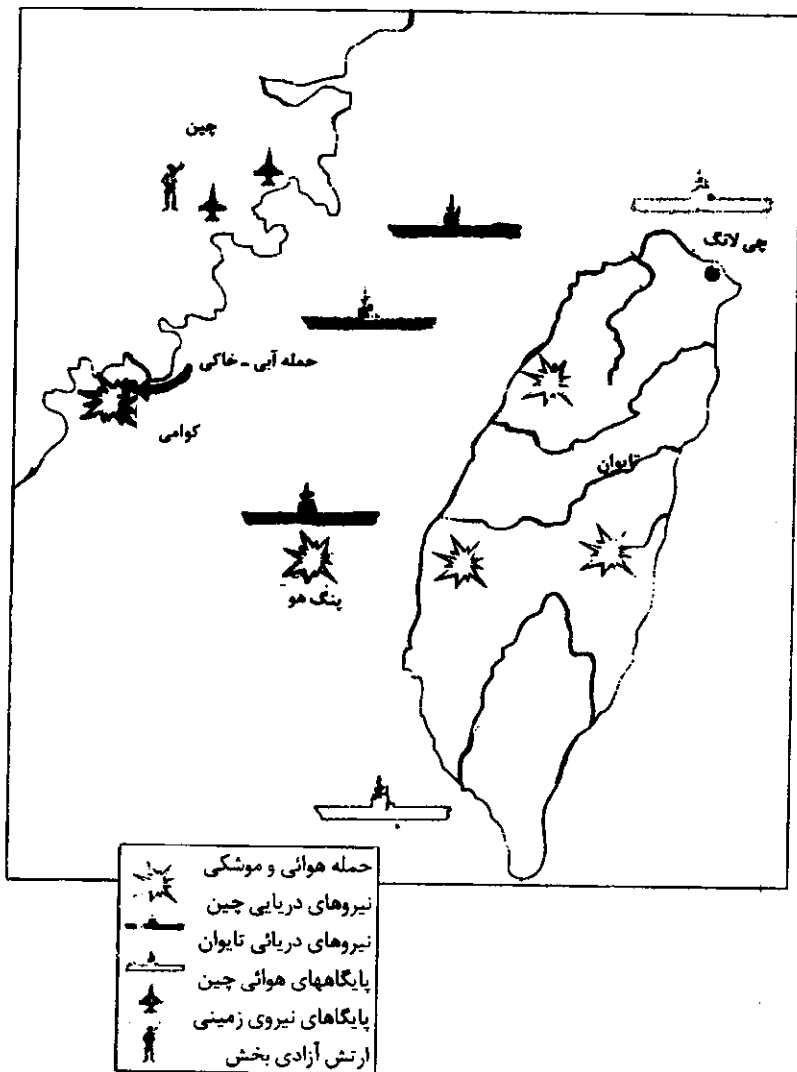 چین
چی لانگ
حمله آبی ـ خاکی
کوامی
تایوان
پنگ هو
حمله هوائی و موشکی
نیروهای دریایی چین
نیروهای دریائی تایوان
پایگاههای هوائی چین
پایگاهای نیروی زمینی
ارتش آزادی بخش